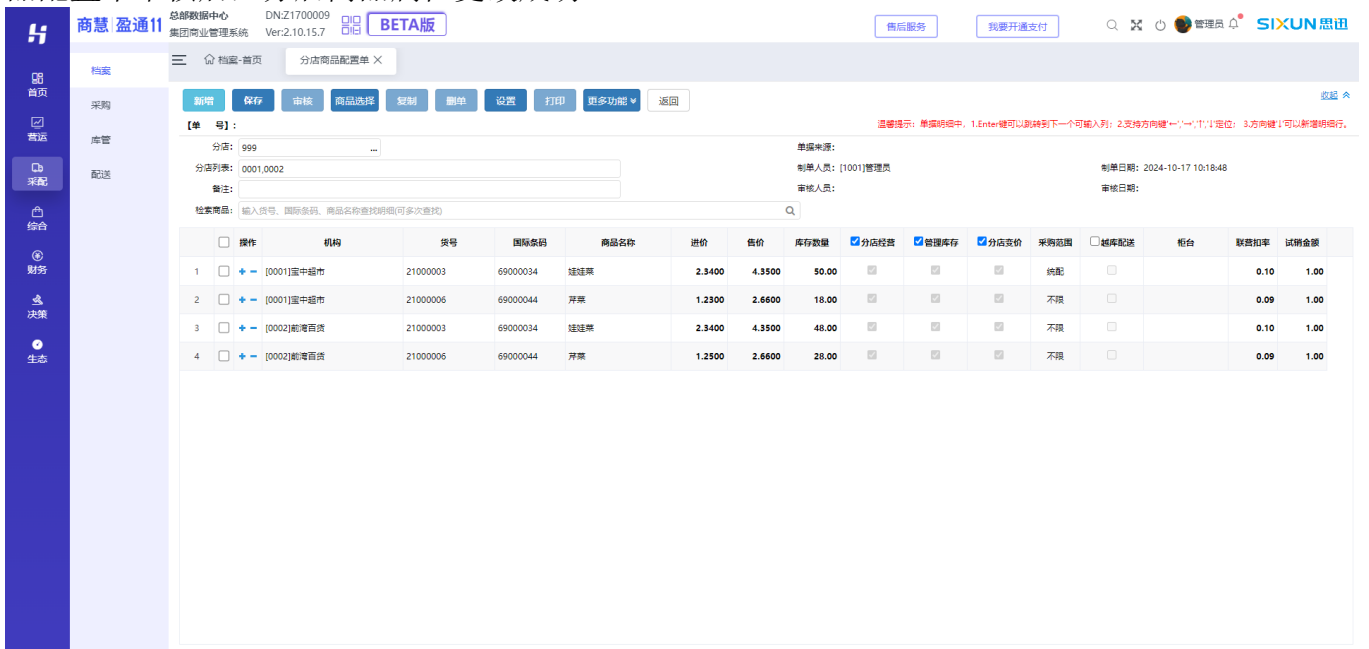 商慧 盈通11 总部数据中心 DN:Z1700009 BETA版 售后服务 我要开通支付 管理员 SIXUN思迅
集团商业管理系统 Ver:2.10.15.7
首页
营运
采配
综合
财务
决策
生态
档案
采购
库管
配送
档案-首页 分店商品配置单 ×
新增 保存 审核 商品选择 复制 删单 设置 打印 更多功能 返回 收起
【单 号】: 温馨提示: 单据明细中, 1.Enter键可以跳转到下一个可输入列; 2.支持方向键'←','→','↑','↓'定位; 3.方向键'↓'可以新增明细行。
分店: 999 ... 单据来源:
分店列表: 0001,0002 制单人员: [1001]管理员 制单日期: 2024-10-17 10:18:48
备注: 审核人员: 审核日期:
检索商品: 输入货号、国际条码、商品名称查找明细(可多次查找)
操作 机构 货号 国际条码 商品名称 进价 售价 库存数量 分店经营 管理库存 分店变价 采购范围 越库配送 柜台 联营扣率 试销金额
1 + − [0001]宝中超市 21000003 69000034 娃娃菜 2.3400 4.3500 50.00 统配 0.10 1.00
2 + − [0001]宝中超市 21000006 69000044 芹菜 1.2300 2.6600 18.00 不限 0.09 1.00
3 + − [0002]前湾百货 21000003 69000034 娃娃菜 2.3400 4.3500 48.00 不限 0.10 1.00
4 + − [0002]前湾百货 21000006 69000044 芹菜 1.2500 2.6600 28.00 不限 0.09 1.00